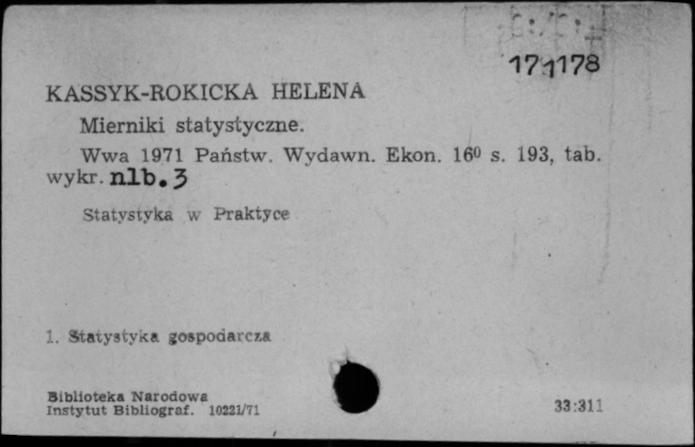 171178
KASSYK-ROKICKA HELENA
Mierniki statystyczne.
Wwa 1971 Państw. Wydawn. Ekon. 16⁰ s. 193, tab.
wykr. nlb. 3
Statystyka w Praktyce
1. Statystyka gospodarcza
Biblioteka Narodowa
Instytut Bibliograf. 10221/71
33:311